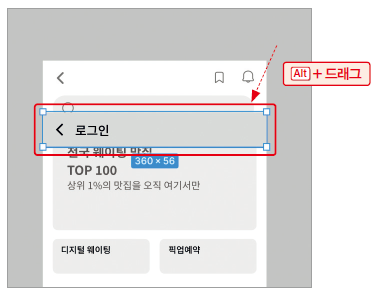 Alt + 드래그
로그인
전국 웨이팅 맛집
360 × 56
TOP 100
상위 1%의 맛집을 오직 여기서만
디지털 웨이팅
픽업예약